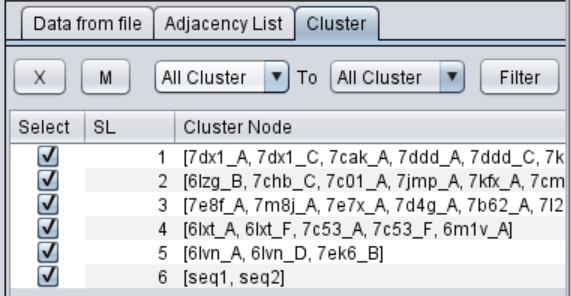 Data from file Adjacency List Cluster
X M All Cluster To All Cluster Filter
Select SL Cluster Node
1 [7dx1_A, 7dx1_C, 7cak_A, 7ddd_A, 7ddd_C, 7k
2 [6lzg_B, 7chb_C, 7c01_A, 7jmp_A, 7kfx_A, 7cm
3 [7e8f_A, 7m8j_A, 7e7x_A, 7d4g_A, 7b62_A, 7l2
4 [6lxt_A, 6lxt_F, 7c53_A, 7c53_F, 6m1v_A]
5 [6lvn_A, 6lvn_D, 7ek6_B]
6 [seq1, seq2]